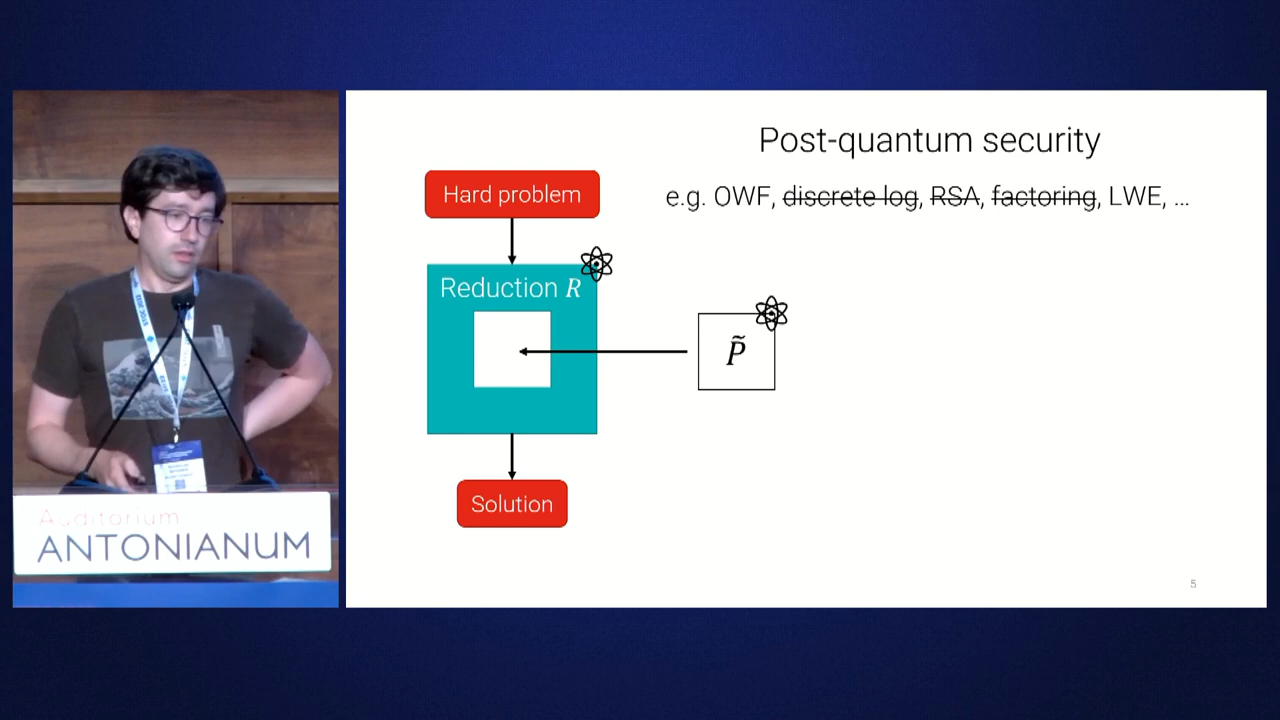 Post-quantum security
Hard problem
e.g. OWF, discrete log, RSA, factoring, LWE, ...
Reduction R
P̃
Solution
5
Auditorium
ANTONIANUM